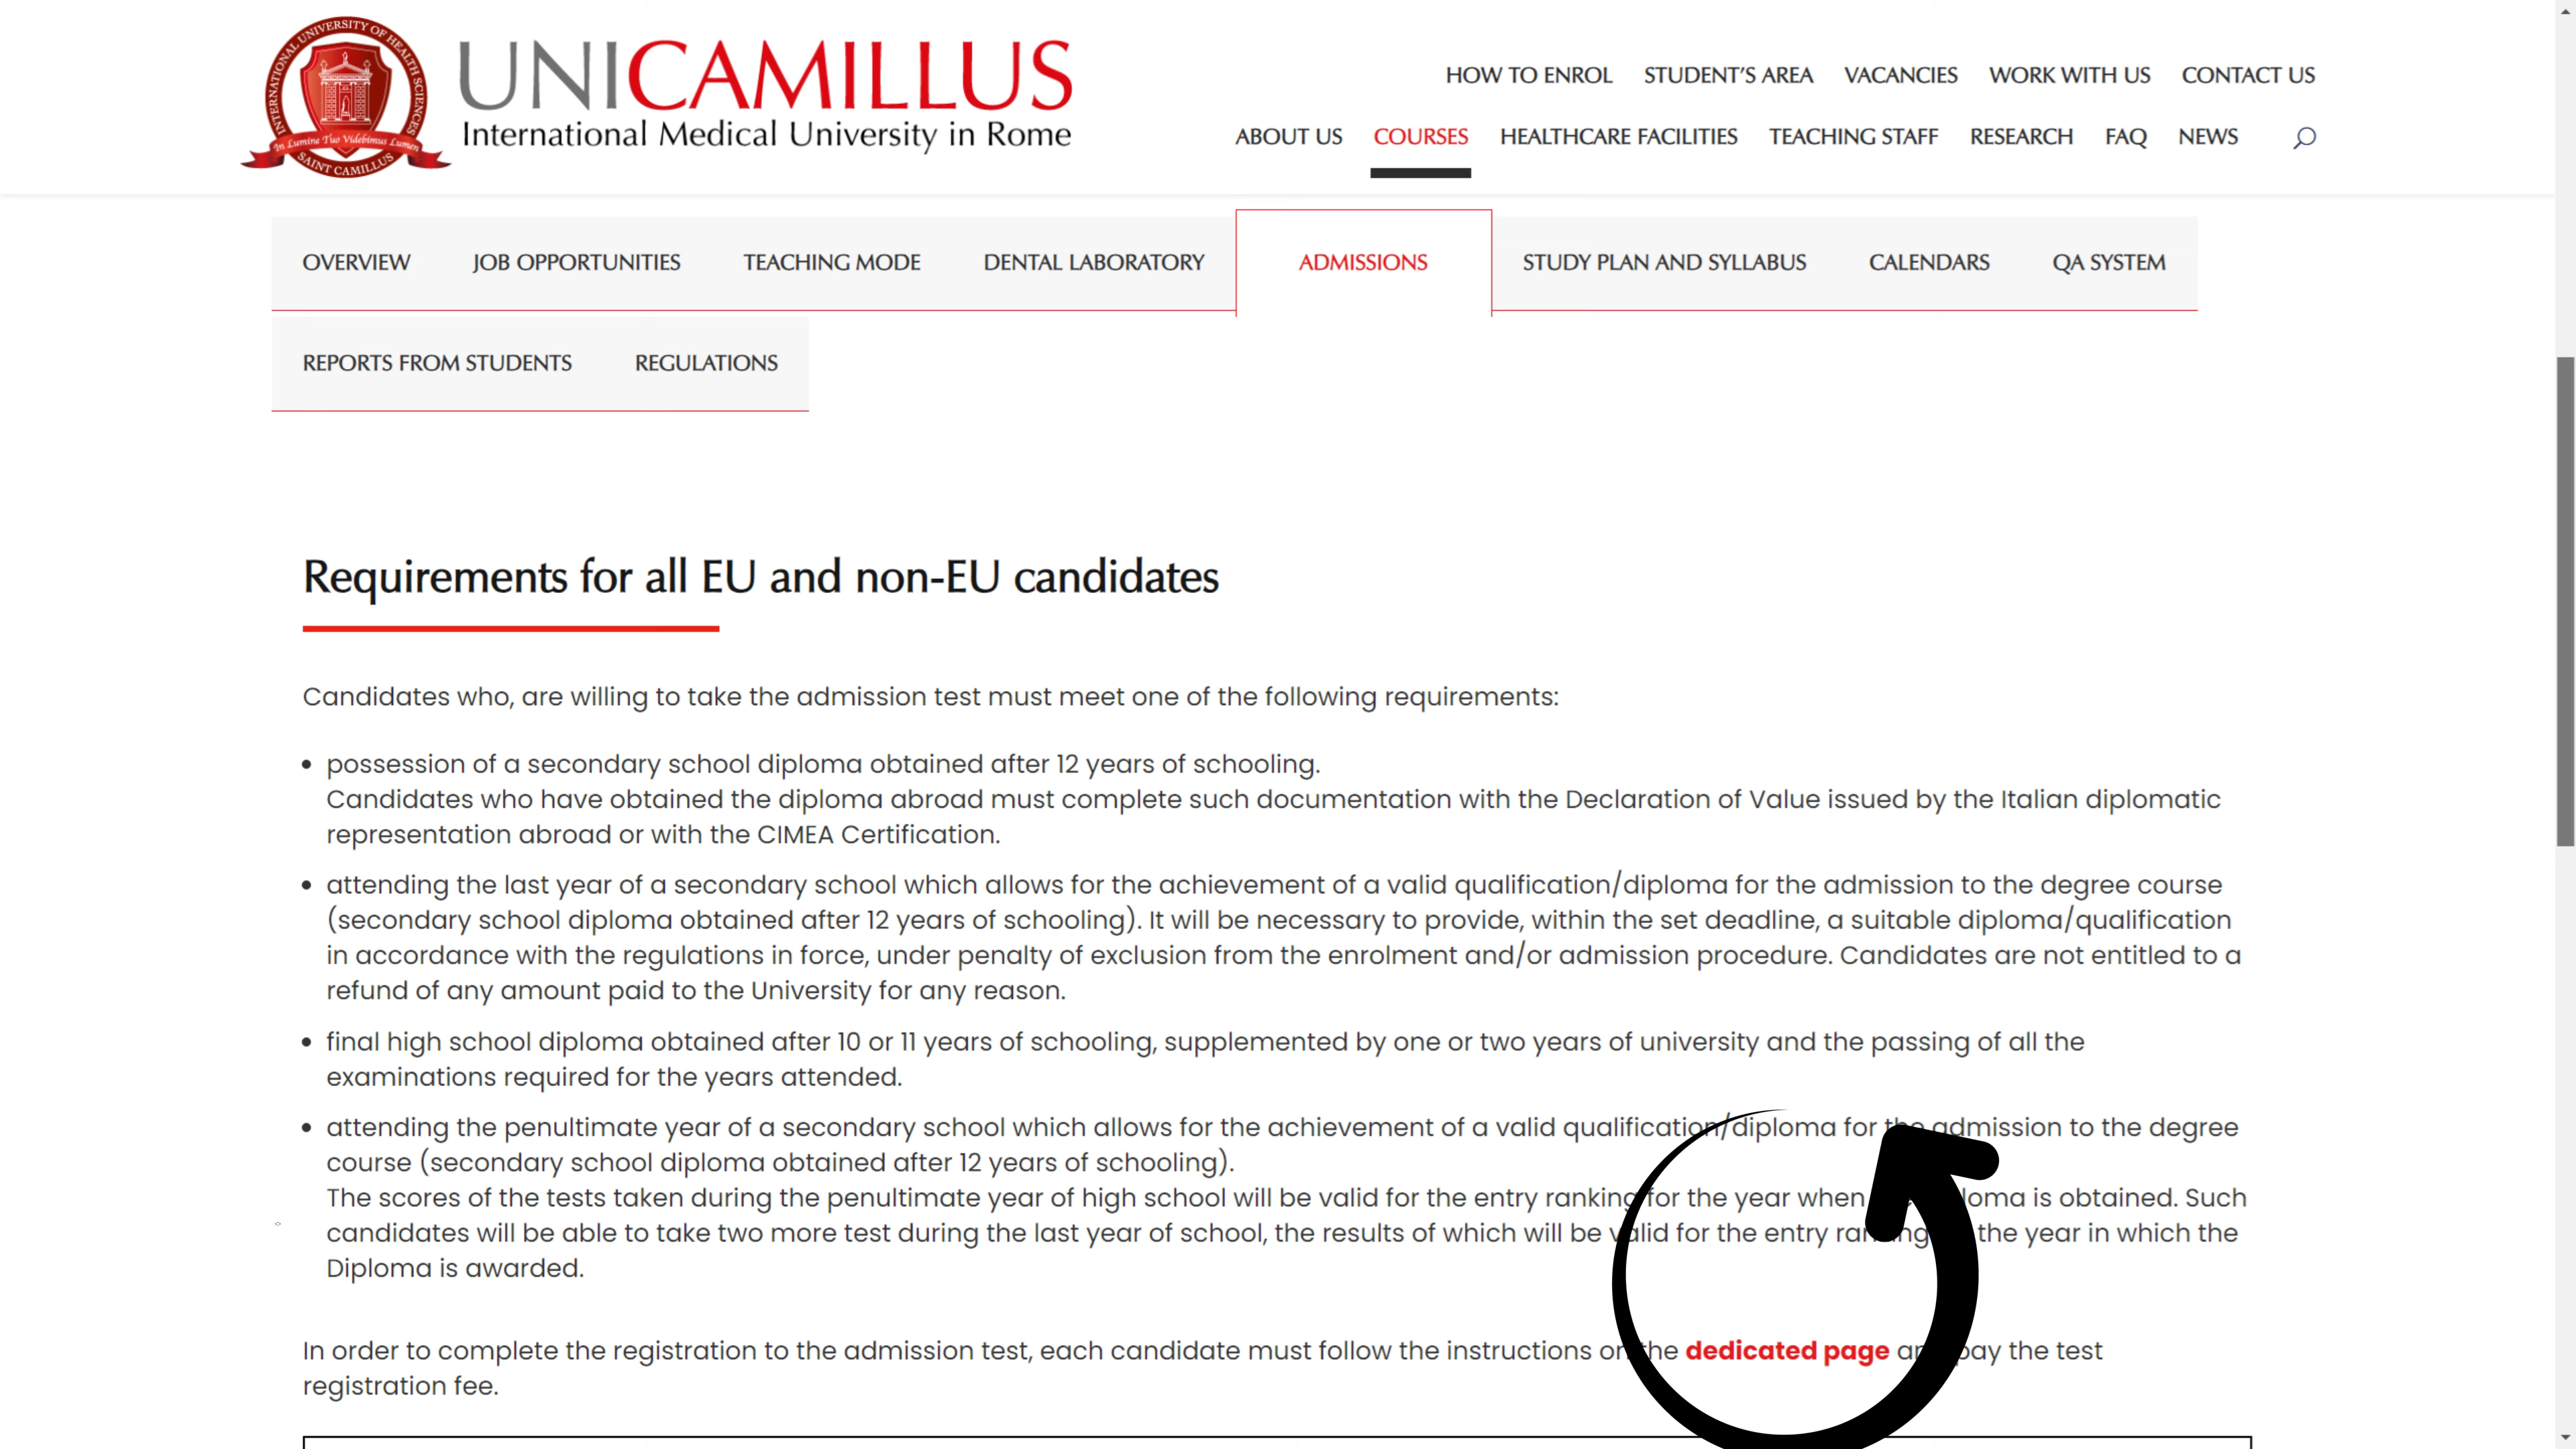 INTERNATIONAL UNIVERSITY OF HEALTH SCIENCES
In Lumine Tuo Videbimus Lumen
SAINT CAMILLUS
UNICAMILLUS
International Medical University in Rome
HOW TO ENROL STUDENT'S AREA VACANCIES WORK WITH US CONTACT US
ABOUT US COURSES HEALTHCARE FACILITIES TEACHING STAFF RESEARCH FAQ NEWS
OVERVIEW JOB OPPORTUNITIES TEACHING MODE DENTAL LABORATORY ADMISSIONS STUDY PLAN AND SYLLABUS CALENDARS QA SYSTEM
REPORTS FROM STUDENTS REGULATIONS
Requirements for all EU and non-EU candidates
Candidates who, are willing to take the admission test must meet one of the following requirements:
• possession of a secondary school diploma obtained after 12 years of schooling.
Candidates who have obtained the diploma abroad must complete such documentation with the Declaration of Value issued by the Italian diplomatic
representation abroad or with the CIMEA Certification.
• attending the last year of a secondary school which allows for the achievement of a valid qualification/diploma for the admission to the degree course
(secondary school diploma obtained after 12 years of schooling). It will be necessary to provide, within the set deadline, a suitable diploma/qualification
in accordance with the regulations in force, under penalty of exclusion from the enrolment and/or admission procedure. Candidates are not entitled to a
refund of any amount paid to the University for any reason.
• final high school diploma obtained after 10 or 11 years of schooling, supplemented by one or two years of university and the passing of all the
examinations required for the years attended.
• attending the penultimate year of a secondary school which allows for the achievement of a valid qualification/diploma for the admission to the degree
course (secondary school diploma obtained after 12 years of schooling).
The scores of the tests taken during the penultimate year of high school will be valid for the entry ranking for the year when is obtained. Such
candidates will be able to take two more test during the last year of school, the results of which will be valid for the entry ranking the year in which the
Diploma is awarded.
In order to complete the registration to the admission test, each candidate must follow the instructions on the dedicated page and pay the test
registration fee.